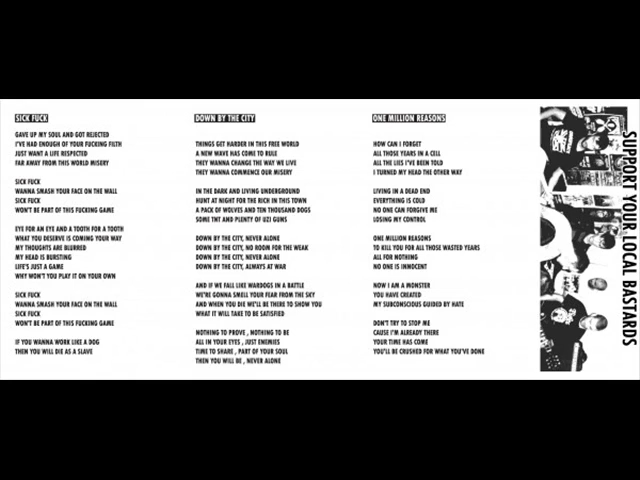 SICK FUCK
GAVE UP MY SOUL AND GOT REJECTED
I'VE HAD ENOUGH OF YOUR FUCKING FILTH
JUST WANT A LIFE RESPECTED
FAR AWAY FROM THIS WORLD MISERY
SICK FUCK
WANNA SMASH YOUR FACE ON THE WALL
SICK FUCK
WON'T BE PART OF THIS FUCKING GAME
EYE FOR AN EYE AND A TOOTH FOR A TOOTH
WHAT YOU DESERVE IS COMING YOUR WAY
MY THOUGHTS ARE BLURRED
MY HEAD IS BURSTING
LIFE'S JUST A GAME
WHY WON'T YOU PLAY IT ON YOUR OWN
SICK FUCK
WANNA SMASH YOUR FACE ON THE WALL
SICK FUCK
WON'T BE PART OF THIS FUCKING GAME
IF YOU WANNA WORK LIKE A DOG
THEN YOU WILL DIE AS A SLAVE
DOWN BY THE CITY
THINGS GET HARDER IN THIS FREE WORLD
A NEW WAVE HAS COME TO RULE
THEY WANNA CHANGE THE WAY WE LIVE
THEY WANNA COMMENCE OUR MISERY
IN THE DARK AND LIVING UNDERGROUND
HUNT AT NIGHT FOR THE RICH IN THIS TOWN
A PACK OF WOLVES AND TEN THOUSAND DOGS
SOME TNT AND PLENTY OF UZI GUNS
DOWN BY THE CITY, NEVER ALONE
DOWN BY THE CITY, NO ROOM FOR THE WEAK
DOWN BY THE CITY, NEVER ALONE
DOWN BY THE CITY, ALWAYS AT WAR
AND IF WE FALL LIKE WARDOGS IN A BATTLE
WE'RE GONNA SMELL YOUR FEAR FROM THE SKY
AND WHEN YOU DIE WE'LL BE THERE TO SHOW YOU
WHAT IT WILL TAKE TO BE SATISFIED
NOTHING TO PROVE , NOTHING TO BE
ALL IN YOUR EYES , JUST ENEMIES
TIME TO SHARE , PART OF YOUR SOUL
THEN YOU WILL BE , NEVER ALONE
ONE MILLION REASONS
HOW CAN I FORGET
ALL THOSE YEARS IN A CELL
ALL THE LIES I'VE BEEN TOLD
I TURNED MY HEAD THE OTHER WAY
LIVING IN A DEAD END
EVERYTHING IS COLD
NO ONE CAN FORGIVE ME
LOSING MY CONTROL
ONE MILLION REASONS
TO KILL YOU FOR ALL THOSE WASTED YEARS
ALL FOR NOTHING
NO ONE IS INNOCENT
NOW I AM A MONSTER
YOU HAVE CREATED
MY SUBCONSCIOUS GUIDED BY HATE
DON'T TRY TO STOP ME
CAUSE I'M ALREADY THERE
YOUR TIME HAS COME
YOU'LL BE CRUSHED FOR WHAT YOU'VE DONE
SUPPORT YOUR LOCAL BASTARDS